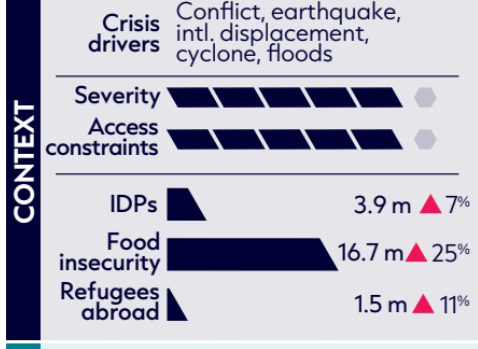 CONTEXT
Crisis drivers
Conflict, earthquake,
intl. displacement,
cyclone, floods
Severity
Access
constraints
IDPs 3.9 m ▲ 7%
Food
insecurity 16.7 m ▲ 25%
Refugees
abroad 1.5 m ▲ 11%